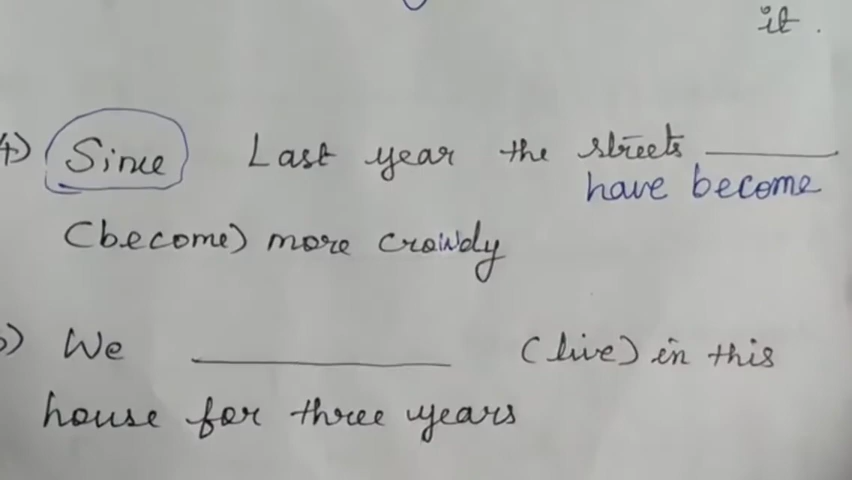 it.
4) Since Last year the streets ______
have become
(become) more crowdy
) We ______ (live) in this
house for three years